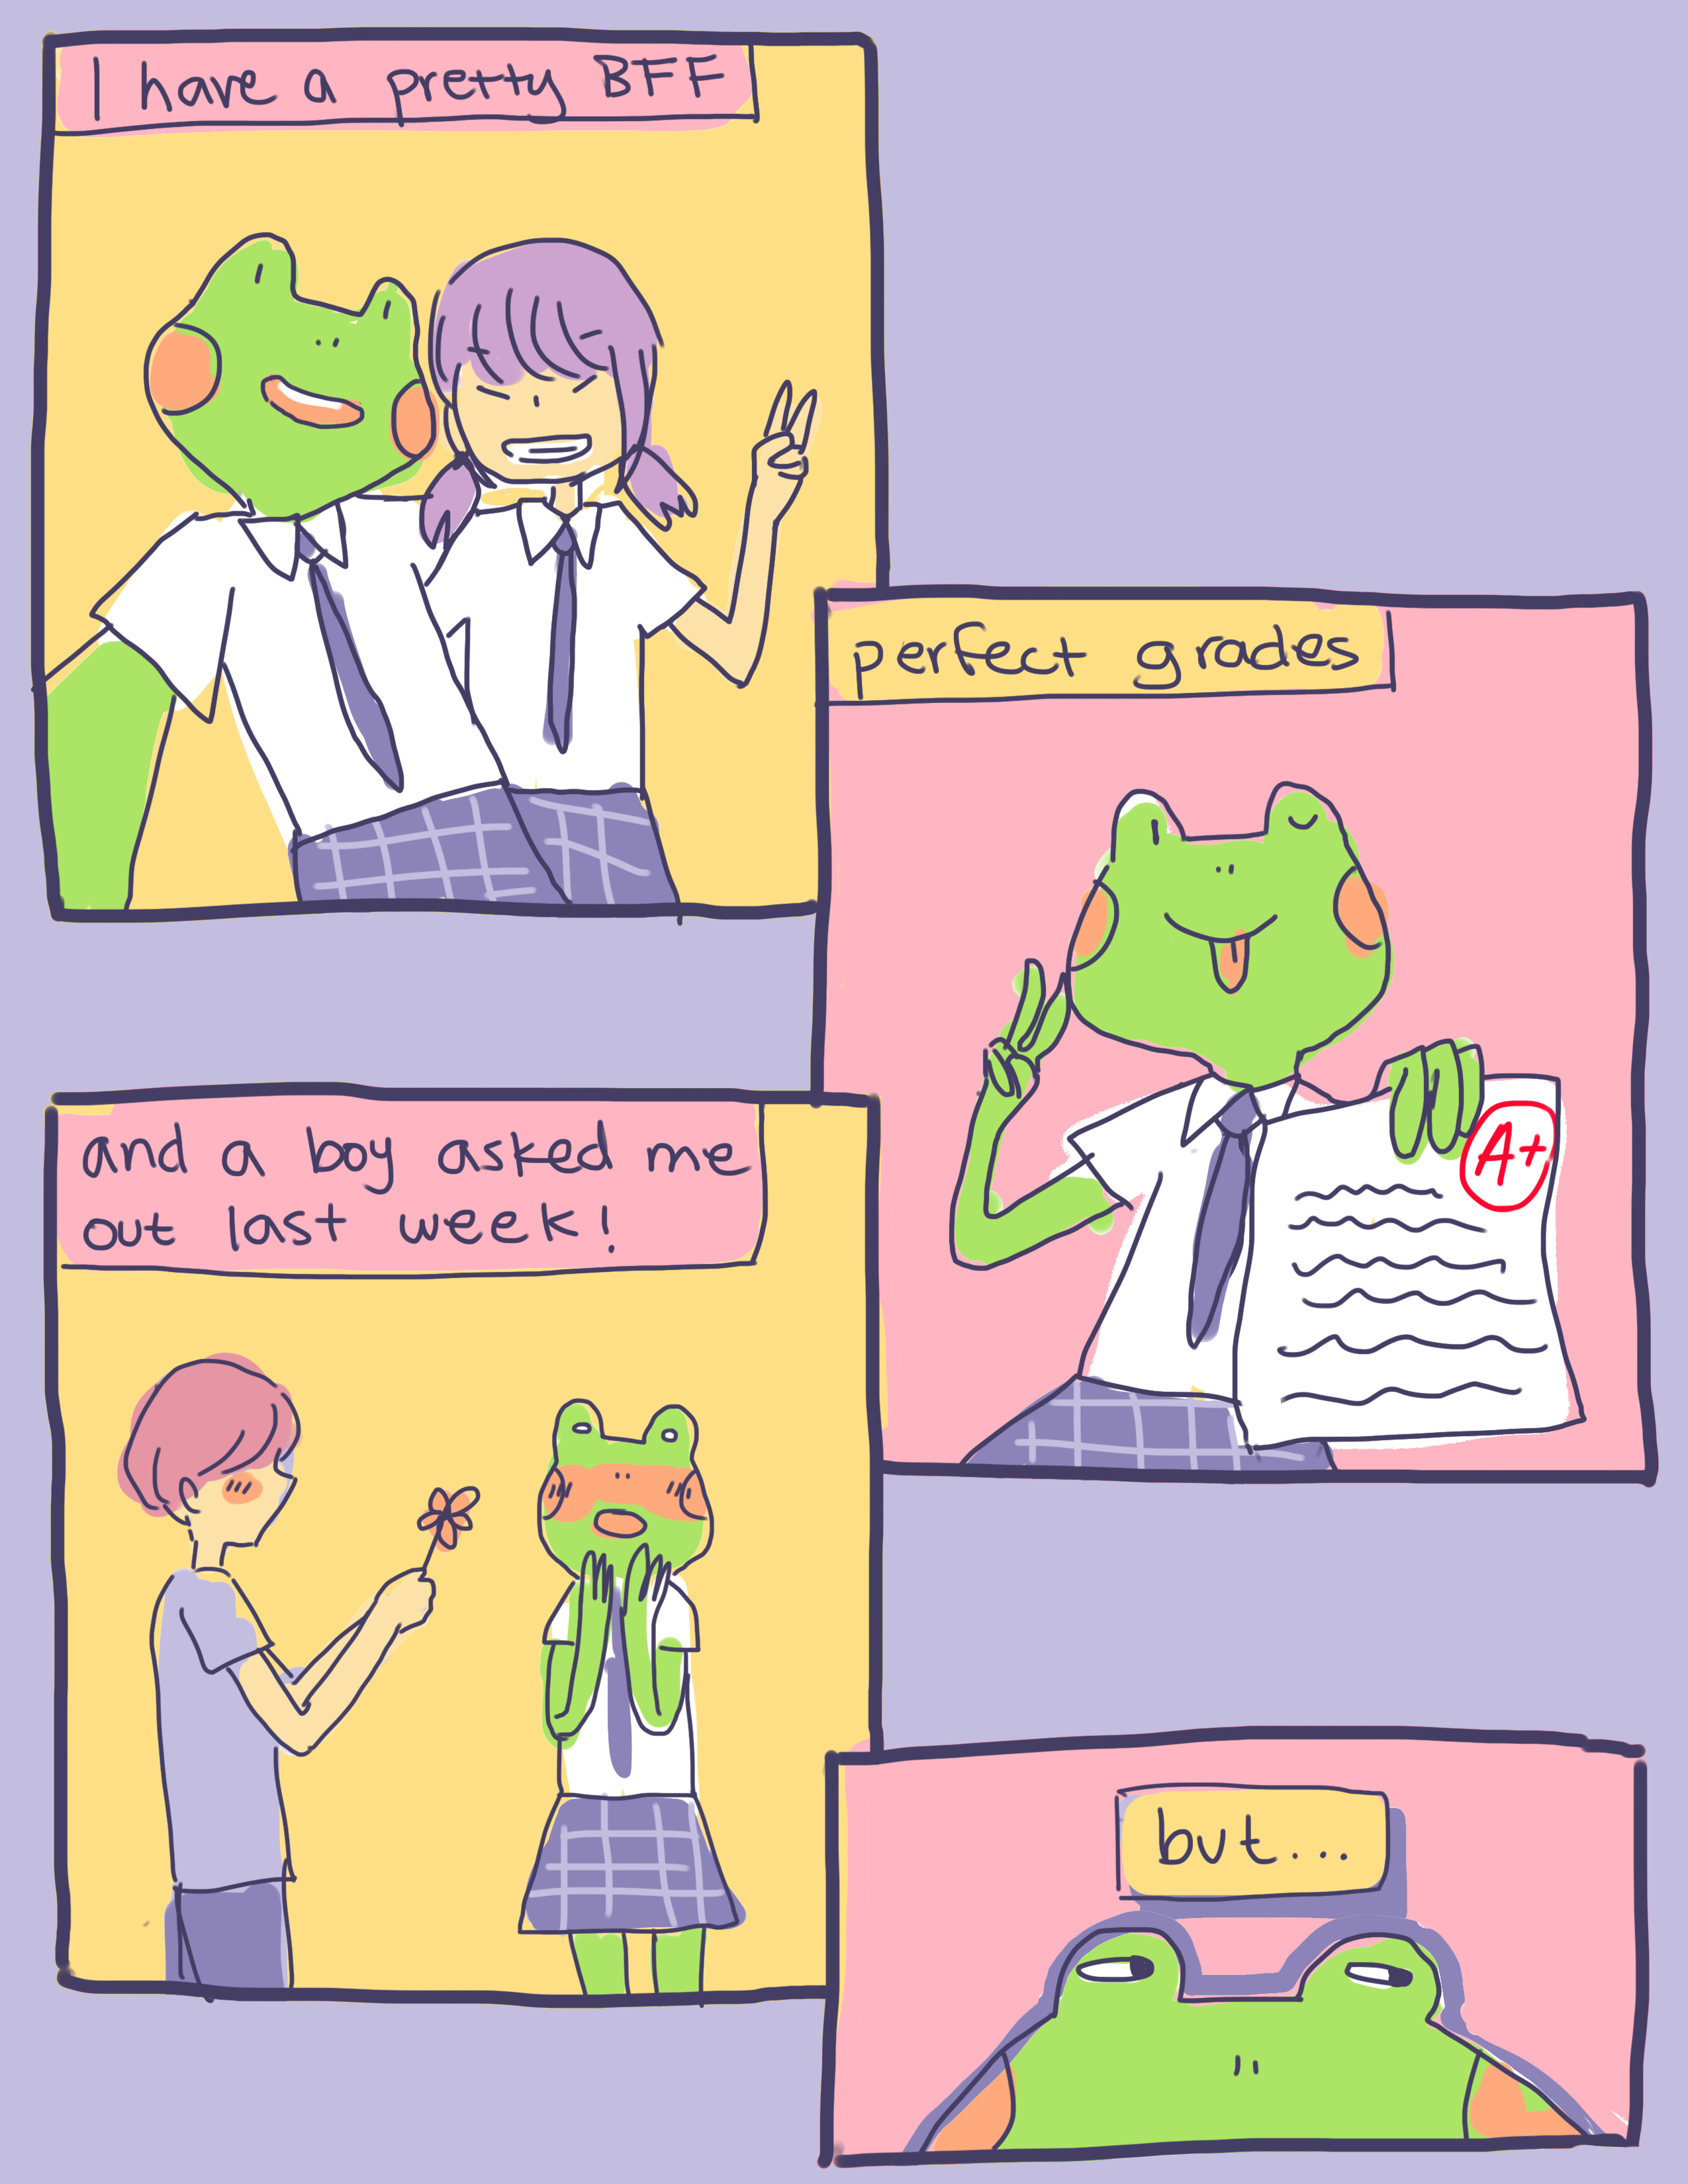 I have a pretty BFF
perfect grades
A+
and a boy asked me
out last week!
but...